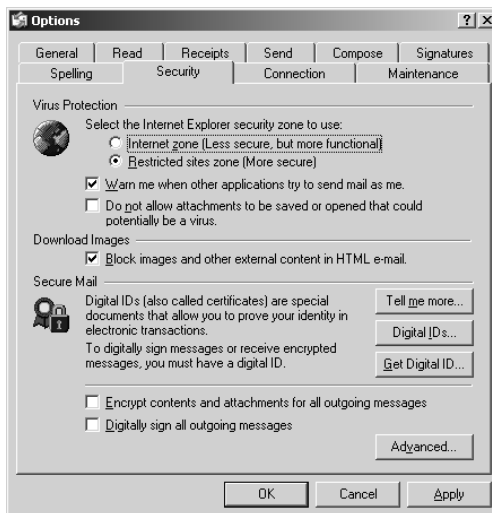 Options
General Read Receipts Send Compose Signatures
Spelling Security Connection Maintenance
Virus Protection
Select the Internet Explorer security zone to use:
Internet zone (Less secure, but more functional)
Restricted sites zone (More secure)
Warn me when other applications try to send mail as me.
Do not allow attachments to be saved or opened that could
potentially be a virus.
Download Images
Block images and other external content in HTML e-mail.
Secure Mail
Digital IDs (also called certificates) are special
documents that allow you to prove your identity in
electronic transactions.
Tell me more...
Digital IDs...
To digitally sign messages or receive encrypted
messages, you must have a digital ID.
Get Digital ID...
Encrypt contents and attachments for all outgoing messages
Digitally sign all outgoing messages
Advanced...
OK Cancel Apply